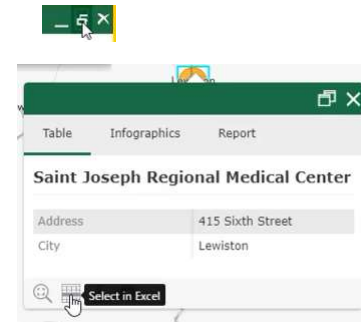 Table Infographics Report
Saint Joseph Regional Medical Center
Address 415 Sixth Street
City Lewiston
Select in Excel